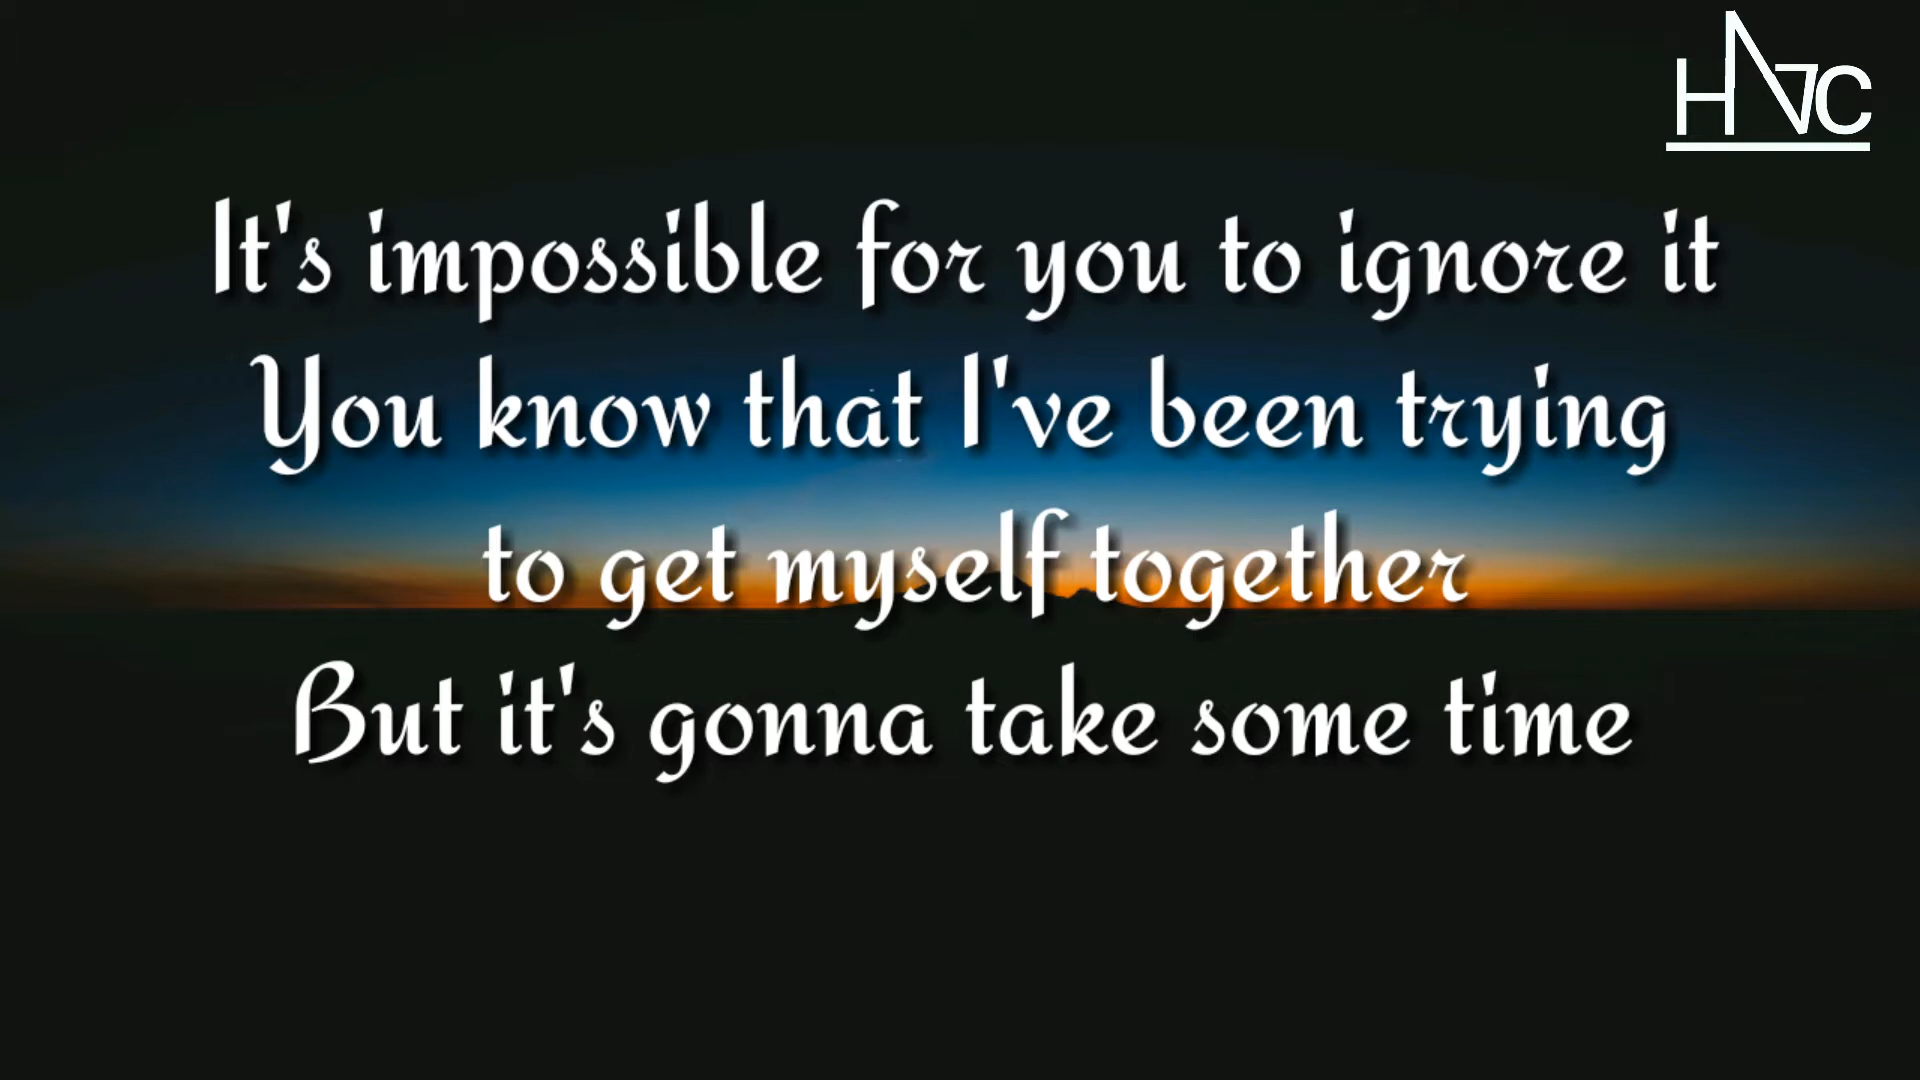 It's impossible for you to ignore it
You know that I've been trying
to get myself together
But it's gonna take some time